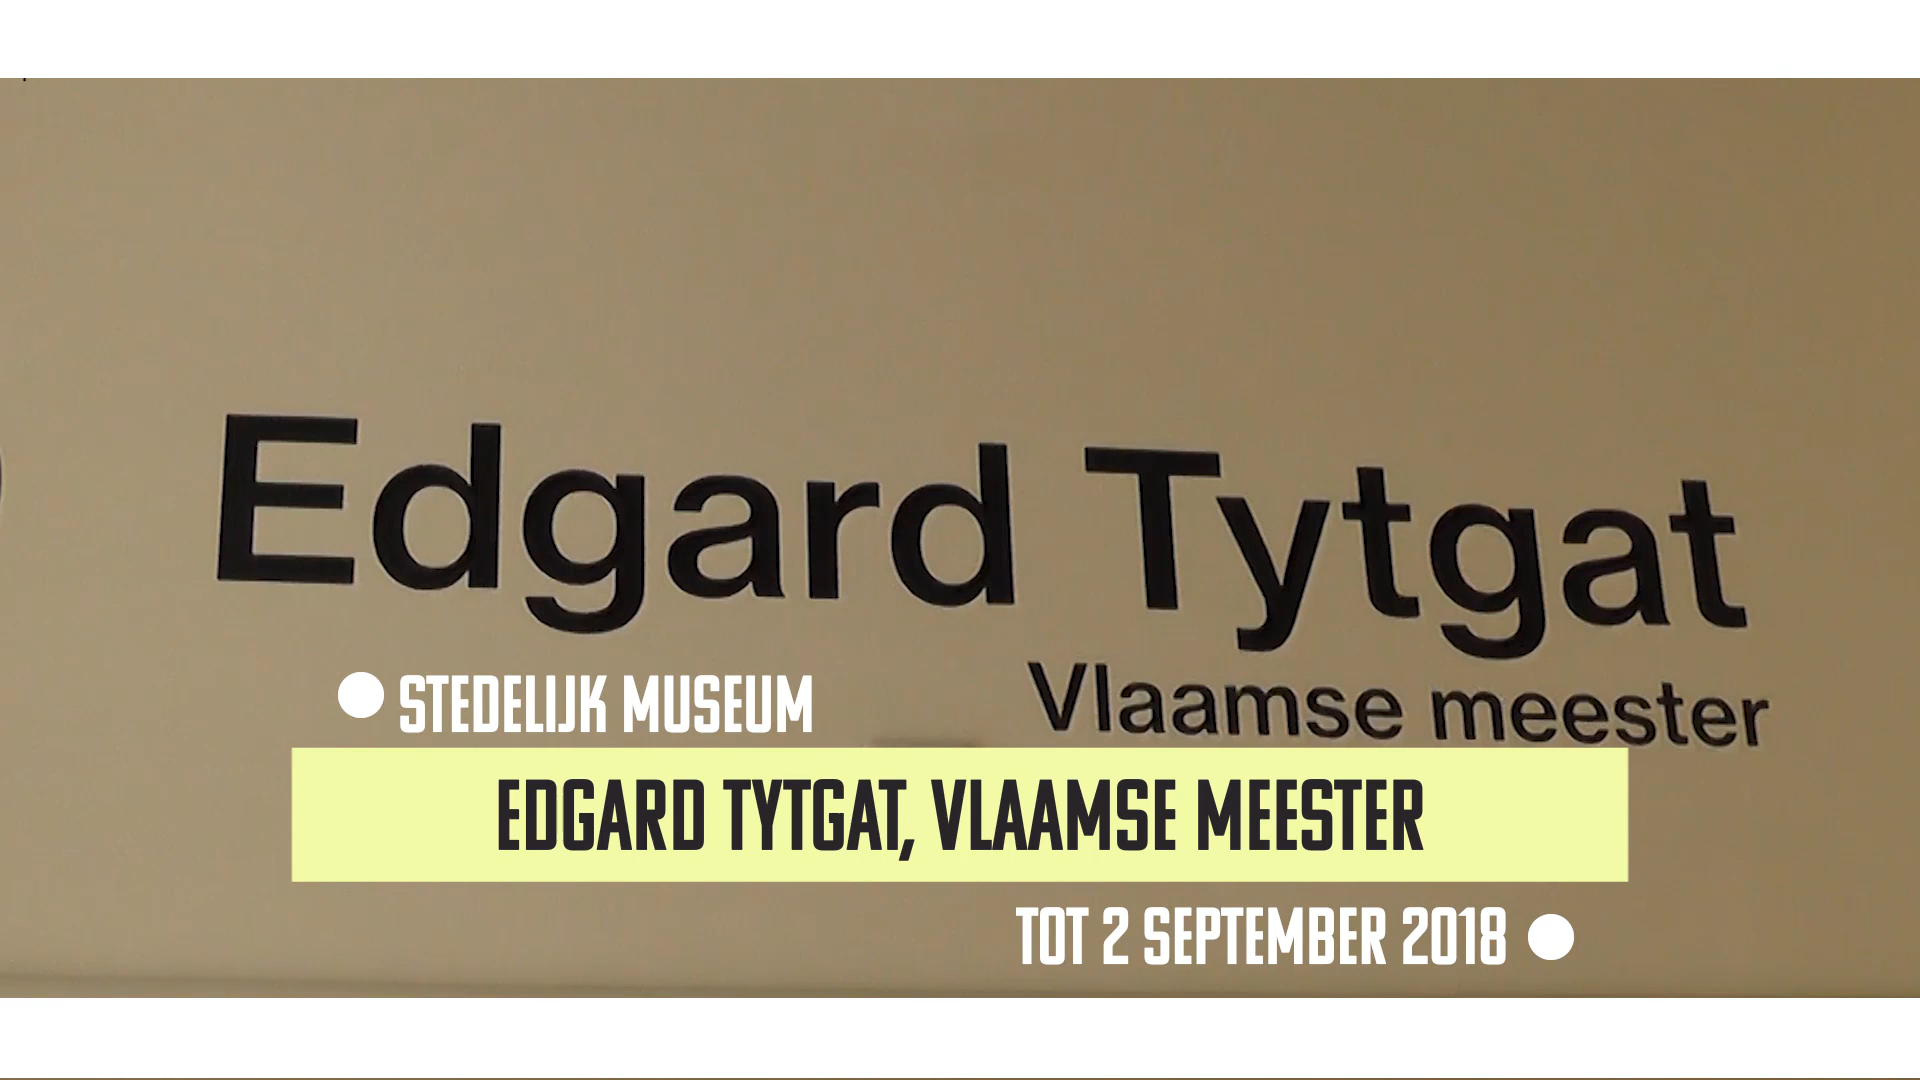 Edgard Tytgat
Vlaamse meester
STEDELIJK MUSEUM
EDGARD TYTGAT, VLAAMSE MEESTER
TOT 2 SEPTEMBER 2018